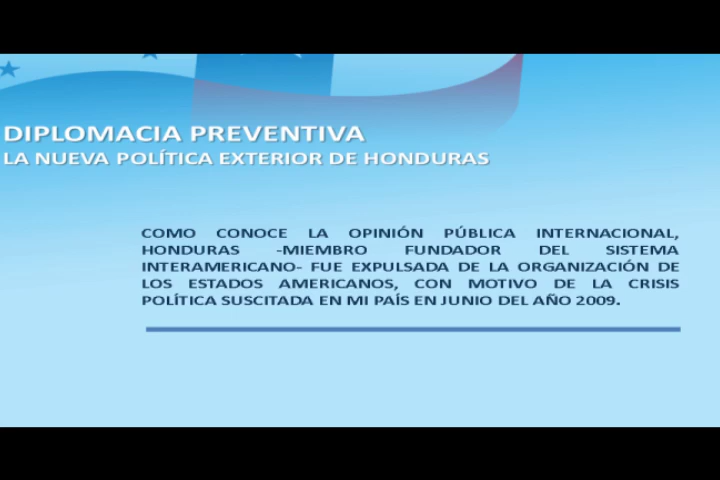 DIPLOMACIA PREVENTIVA
LA NUEVA POLÍTICA EXTERIOR DE HONDURAS
COMO CONOCE LA OPINIÓN PÚBLICA INTERNACIONAL,
HONDURAS -MIEMBRO FUNDADOR DEL SISTEMA
INTERAMERICANO- FUE EXPULSADA DE LA ORGANIZACIÓN DE
LOS ESTADOS AMERICANOS, CON MOTIVO DE LA CRISIS
POLÍTICA SUSCITADA EN MI PAÍS EN JUNIO DEL AÑO 2009.